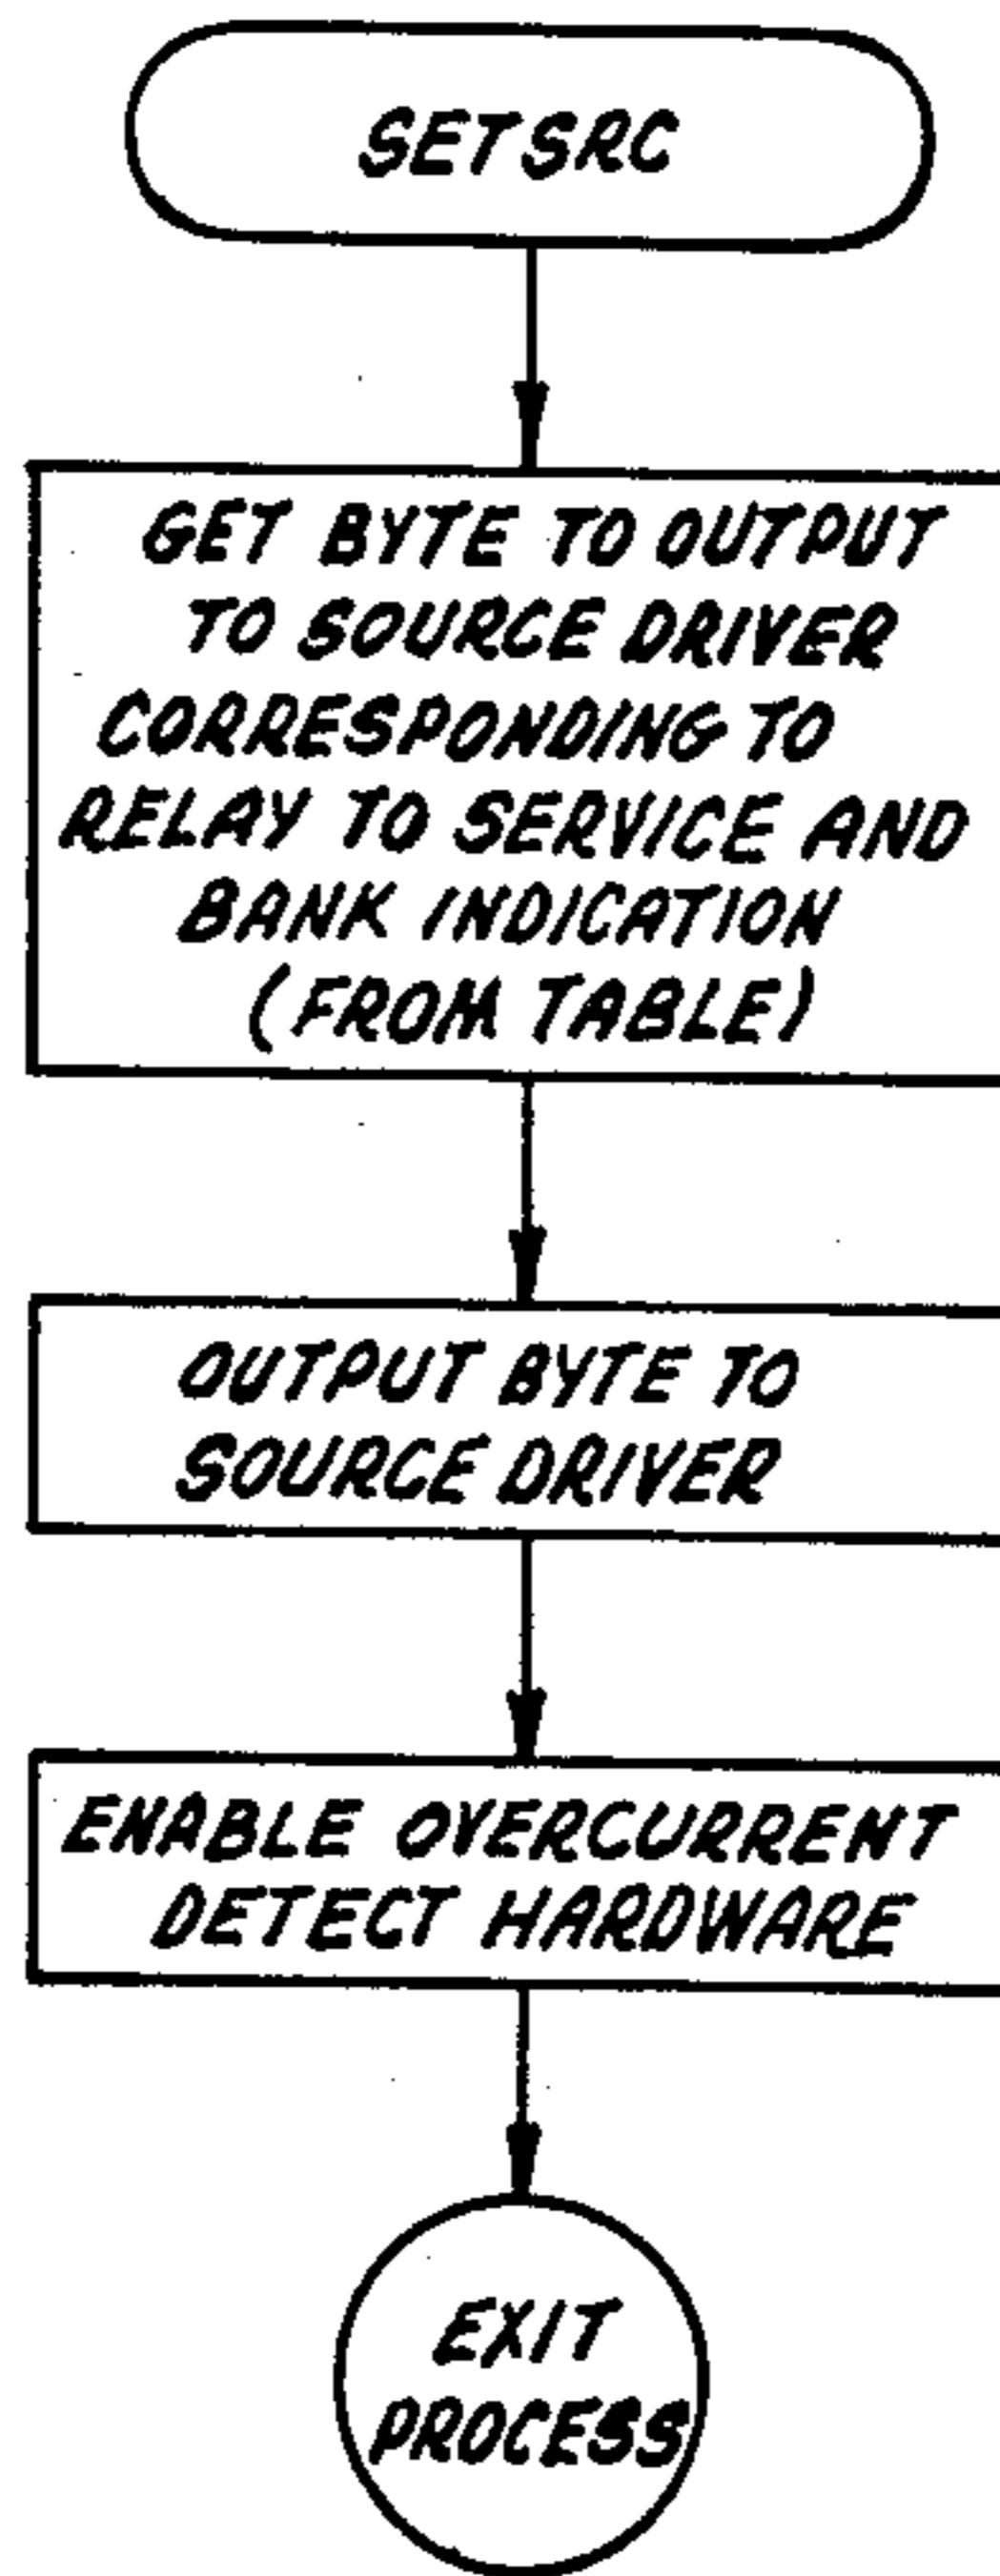 SETSRC
GET BYTE TO OUTPUT
TO SOURCE DRIVER
CORRESPONDING TO
RELAY TO SERVICE AND
BANK INDICATION
(FROM TABLE)
OUTPUT BYTE TO
SOURCE DRIVER
ENABLE OVERCURRENT
DETECT HARDWARE
EXIT
PROCESS